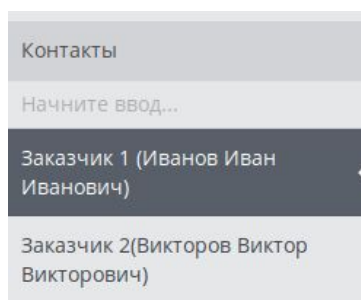 Контакты
Начните ввод...
Заказчик 1 (Иванов Иван
Иванович)
Заказчик 2(Викторов Виктор
Викторович)